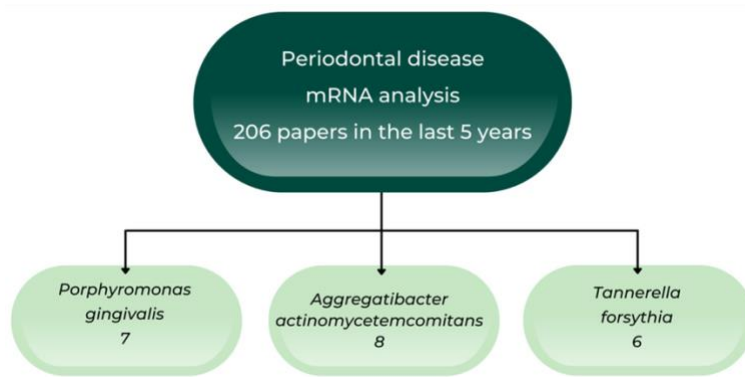 Periodontal disease
mRNA analysis
206 papers in the last 5 years
Porphyromonas
gingivalis
7
Aggregatibacter
actinomycetemcomitans
8
Tannerella
forsythia
6